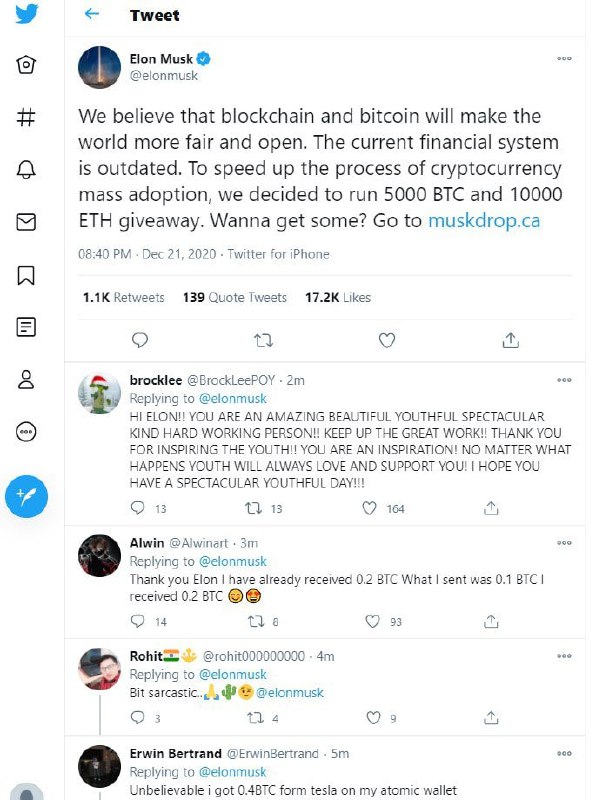 Tweet
Elon Musk
@elonmusk
We believe that blockchain and bitcoin will make the
world more fair and open. The current financial system
is outdated. To speed up the process of cryptocurrency
mass adoption, we decided to run 5000 BTC and 10000
ETH giveaway. Wanna get some? Go to muskdrop.ca
08:40 PM · Dec 21, 2020 · Twitter for iPhone
1.1K Retweets 139 Quote Tweets 17.2K Likes
brocklee @BrockLeePOY · 2m
Replying to @elonmusk
HI ELON!! YOU ARE AN AMAZING BEAUTIFUL YOUTHFUL SPECTACULAR
KIND HARD WORKING PERSON!! KEEP UP THE GREAT WORK!! THANK YOU
FOR INSPIRING THE YOUTH!! YOU ARE AN INSPIRATION! NO MATTER WHAT
HAPPENS YOUTH WILL ALWAYS LOVE AND SUPPORT YOU! I HOPE YOU
HAVE A SPECTACULAR YOUTHFUL DAY!!!
13 13 164
Alwin @Alwinart · 3m
Replying to @elonmusk
Thank you Elon I have already received 0.2 BTC What I sent was 0.1 BTC I
received 0.2 BTC 😊🤩
14 8 93
Rohit🇮🇳🔱 @rohit000000000 · 4m
Replying to @elonmusk
Bit sarcastic..🙏🌵😉@elonmusk
3 4 9
Erwin Bertrand @ErwinBertrand · 5m
Replying to @elonmusk
Unbelievable i got 0.4BTC form tesla on my atomic wallet